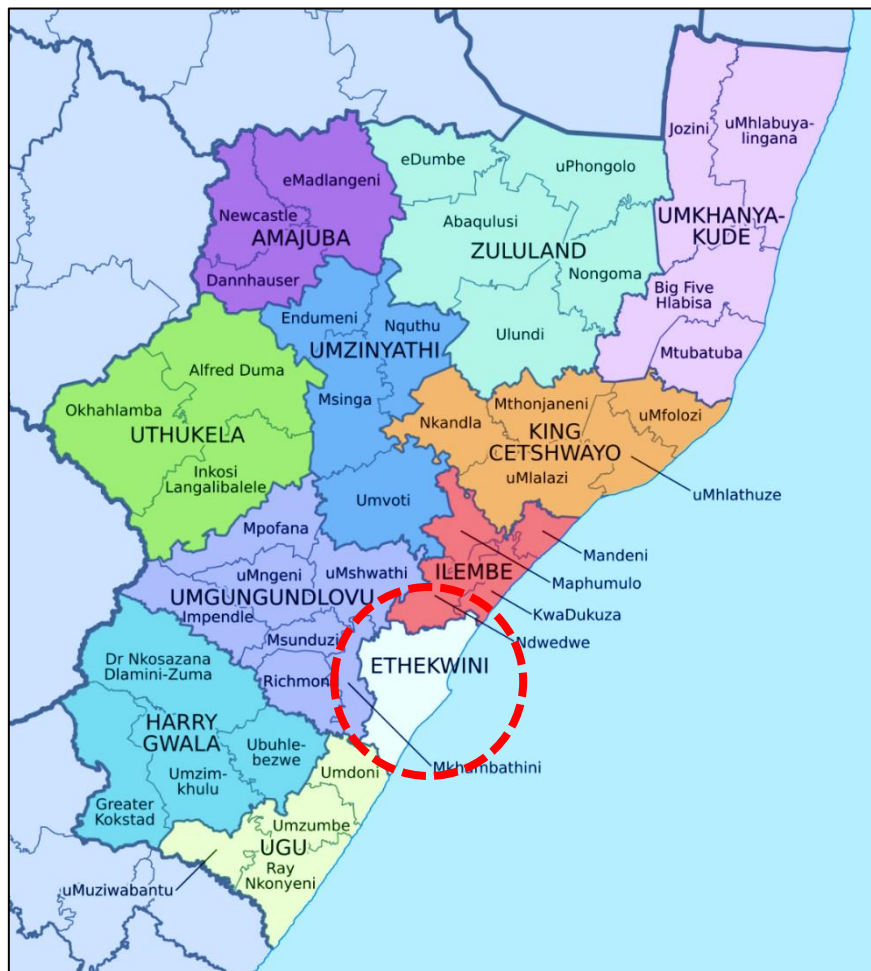 Jozini
uMhlabuya-
lingana
eDumbe
uPhongolo
eMadlangeni
Newcastle
AMAJUBA
Abaqulusi
ZULULAND
UMKHANYA-
KUDE
Dannhauser
Nongoma
Big Five
Hlabisa
Endumeni
Nquthu
UMZINYATHI
Ulundi
Mtubatuba
Alfred Duma
Msinga
Okhahlamba
UTHUKELA
Nkandla
Mthonjaneni
uMfolozi
KING
CETSHWAYO
Inkosi
Langalibalele
uMlalazi
uMhlathuze
Umvoti
Mpofana
Mandeni
uMngeni
uMshwathi
ILEMBE
Maphumulo
UMGUNGUNDLOVU
Impendle
KwaDukuza
Msunduzi
Ndwedwe
Dr Nkosazana
Dlamini-Zuma
Richmon
ETHEKWINI
HARRY
GWALA
Ubuhle-
bezwe
Umdoni
Mkhambathini
Umzim-
khulu
Greater
Kokstad
Umzumbe
UGU
Ray
Nkonyeni
uMuziwabantu